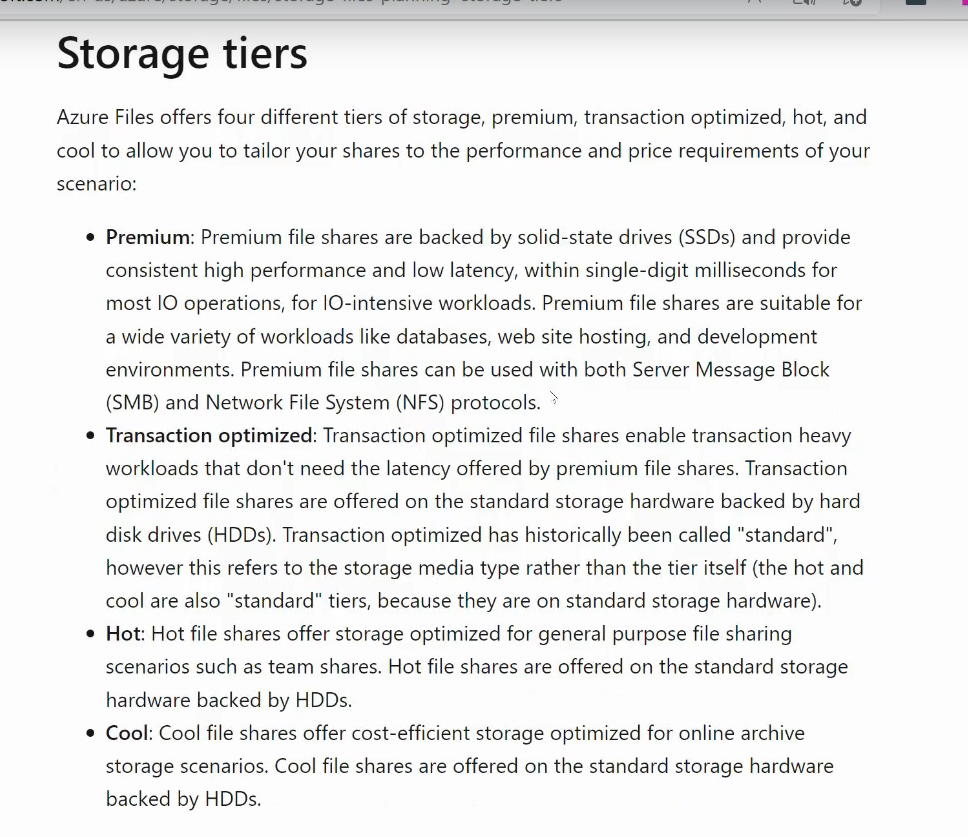 Storage tiers
Azure Files offers four different tiers of storage, premium, transaction optimized, hot, and
cool to allow you to tailor your shares to the performance and price requirements of your
scenario:
• Premium: Premium file shares are backed by solid-state drives (SSDs) and provide
consistent high performance and low latency, within single-digit milliseconds for
most IO operations, for IO-intensive workloads. Premium file shares are suitable for
a wide variety of workloads like databases, web site hosting, and development
environments. Premium file shares can be used with both Server Message Block
(SMB) and Network File System (NFS) protocols.
• Transaction optimized: Transaction optimized file shares enable transaction heavy
workloads that don't need the latency offered by premium file shares. Transaction
optimized file shares are offered on the standard storage hardware backed by hard
disk drives (HDDs). Transaction optimized has historically been called "standard",
however this refers to the storage media type rather than the tier itself (the hot and
cool are also "standard" tiers, because they are on standard storage hardware).
• Hot: Hot file shares offer storage optimized for general purpose file sharing
scenarios such as team shares. Hot file shares are offered on the standard storage
hardware backed by HDDs.
• Cool: Cool file shares offer cost-efficient storage optimized for online archive
storage scenarios. Cool file shares are offered on the standard storage hardware
backed by HDDs.